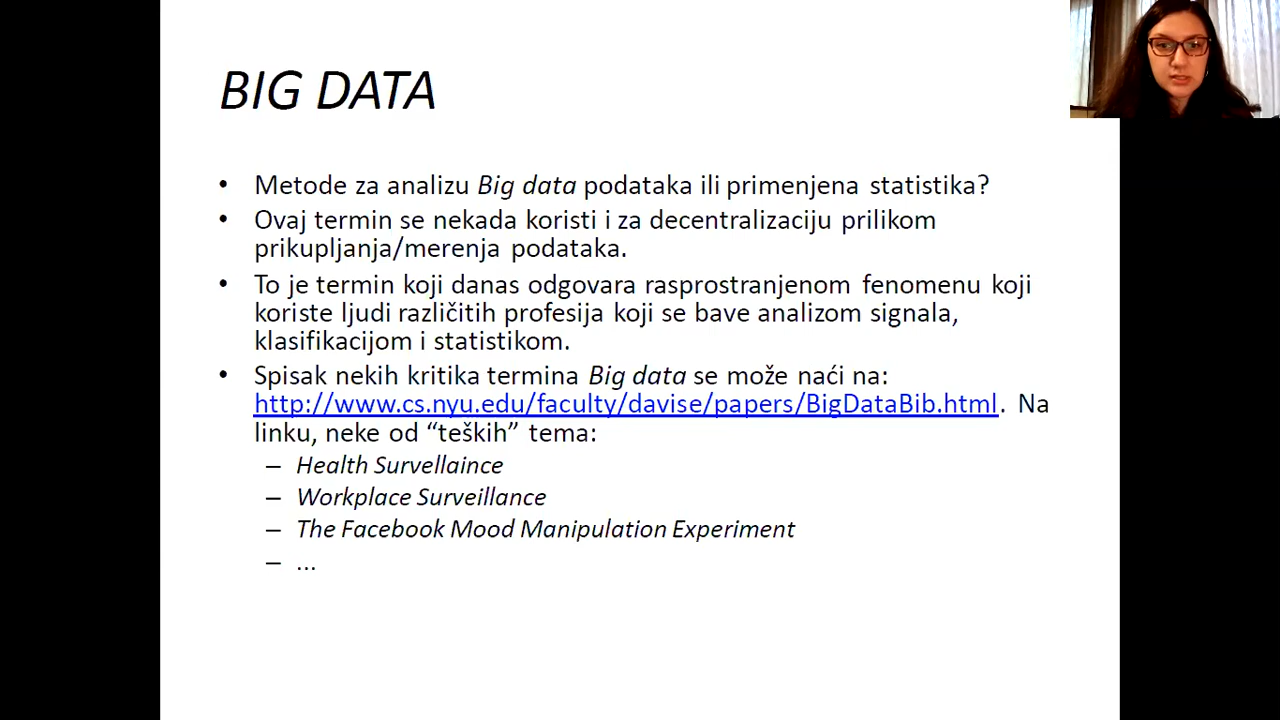 BIG DATA
• Metode za analizu Big data podataka ili primenjena statistika?
• Ovaj termin se nekada koristi i za decentralizaciju prilikom
prikupljanja/merenja podataka.
• To je termin koji danas odgovara rasprostranjenom fenomenu koji
koriste ljudi različitih profesija koji se bave analizom signala,
klasifikacijom i statistikom.
• Spisak nekih kritika termina Big data se može naći na:
http://www.cs.nyu.edu/faculty/davise/papers/BigDataBib.html. Na
linku, neke od “teških” tema:
– Health Survellaince
– Workplace Surveillance
– The Facebook Mood Manipulation Experiment
– ...